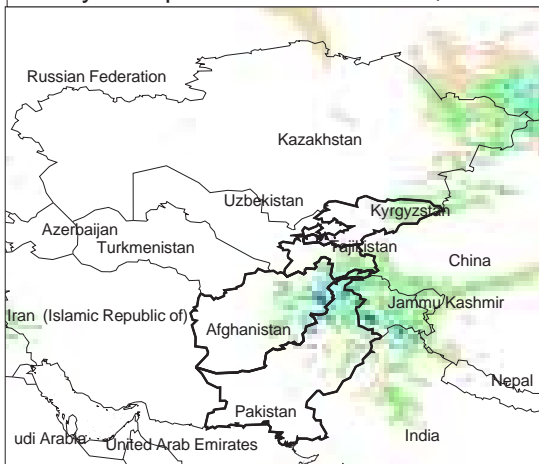 Russian Federation
Kazakhstan
Uzbekistan
Kyrgyzstan
Azerbaijan
Turkmenistan
Tajikistan
China
Jammu/Kashmir
Iran (Islamic Republic of)
Afghanistan
Nepal
Pakistan
udi Arabia
United Arab Emirates
India